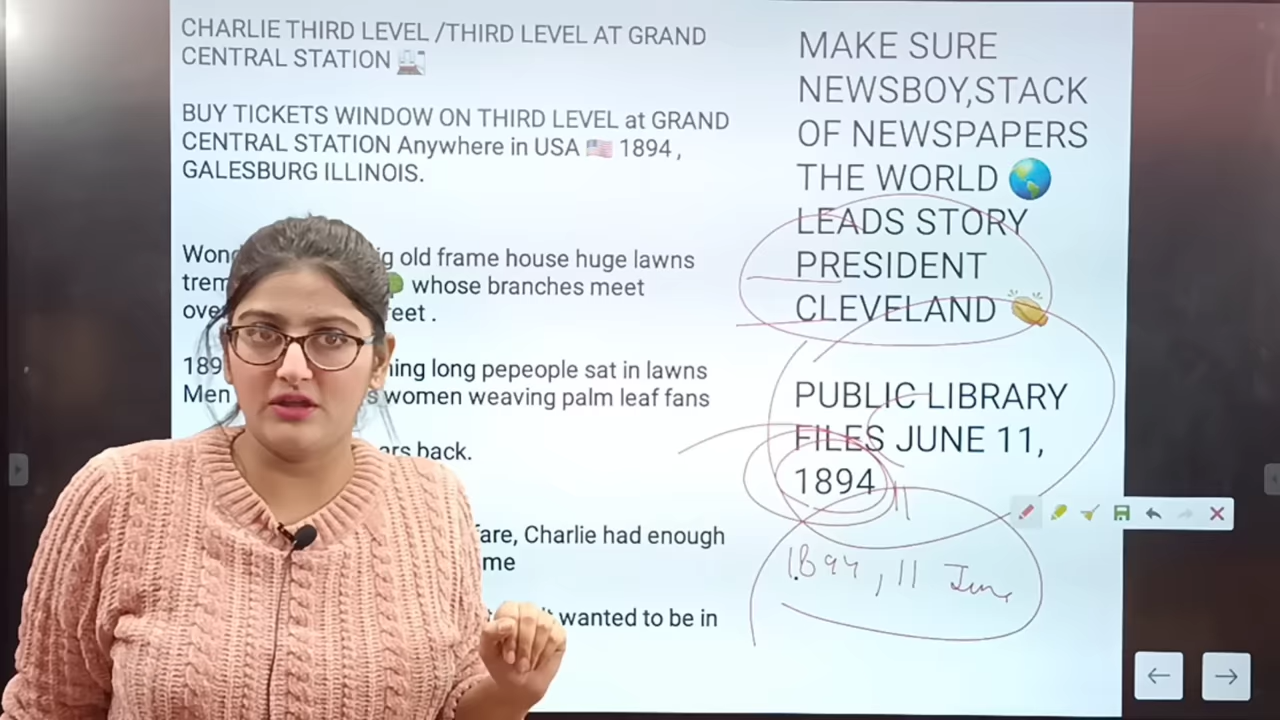 CHARLIE THIRD LEVEL /THIRD LEVEL AT GRAND
CENTRAL STATION 🚉
BUY TICKETS WINDOW ON THIRD LEVEL at GRAND
CENTRAL STATION Anywhere in USA 🇺🇸 1894 ,
GALESBURG ILLINOIS.
old frame house huge lawns
whose branches meet
long pepeople sat in lawns
Men women weaving palm leaf fans
back.
fare, Charlie had enough
wanted to be in
MAKE SURE
NEWSBOY,STACK
OF NEWSPAPERS
THE WORLD 🌎
LEADS STORY
PRESIDENT
CLEVELAND 👏
PUBLIC LIBRARY
FILES JUNE 11,
1894
11
1894, 11 June